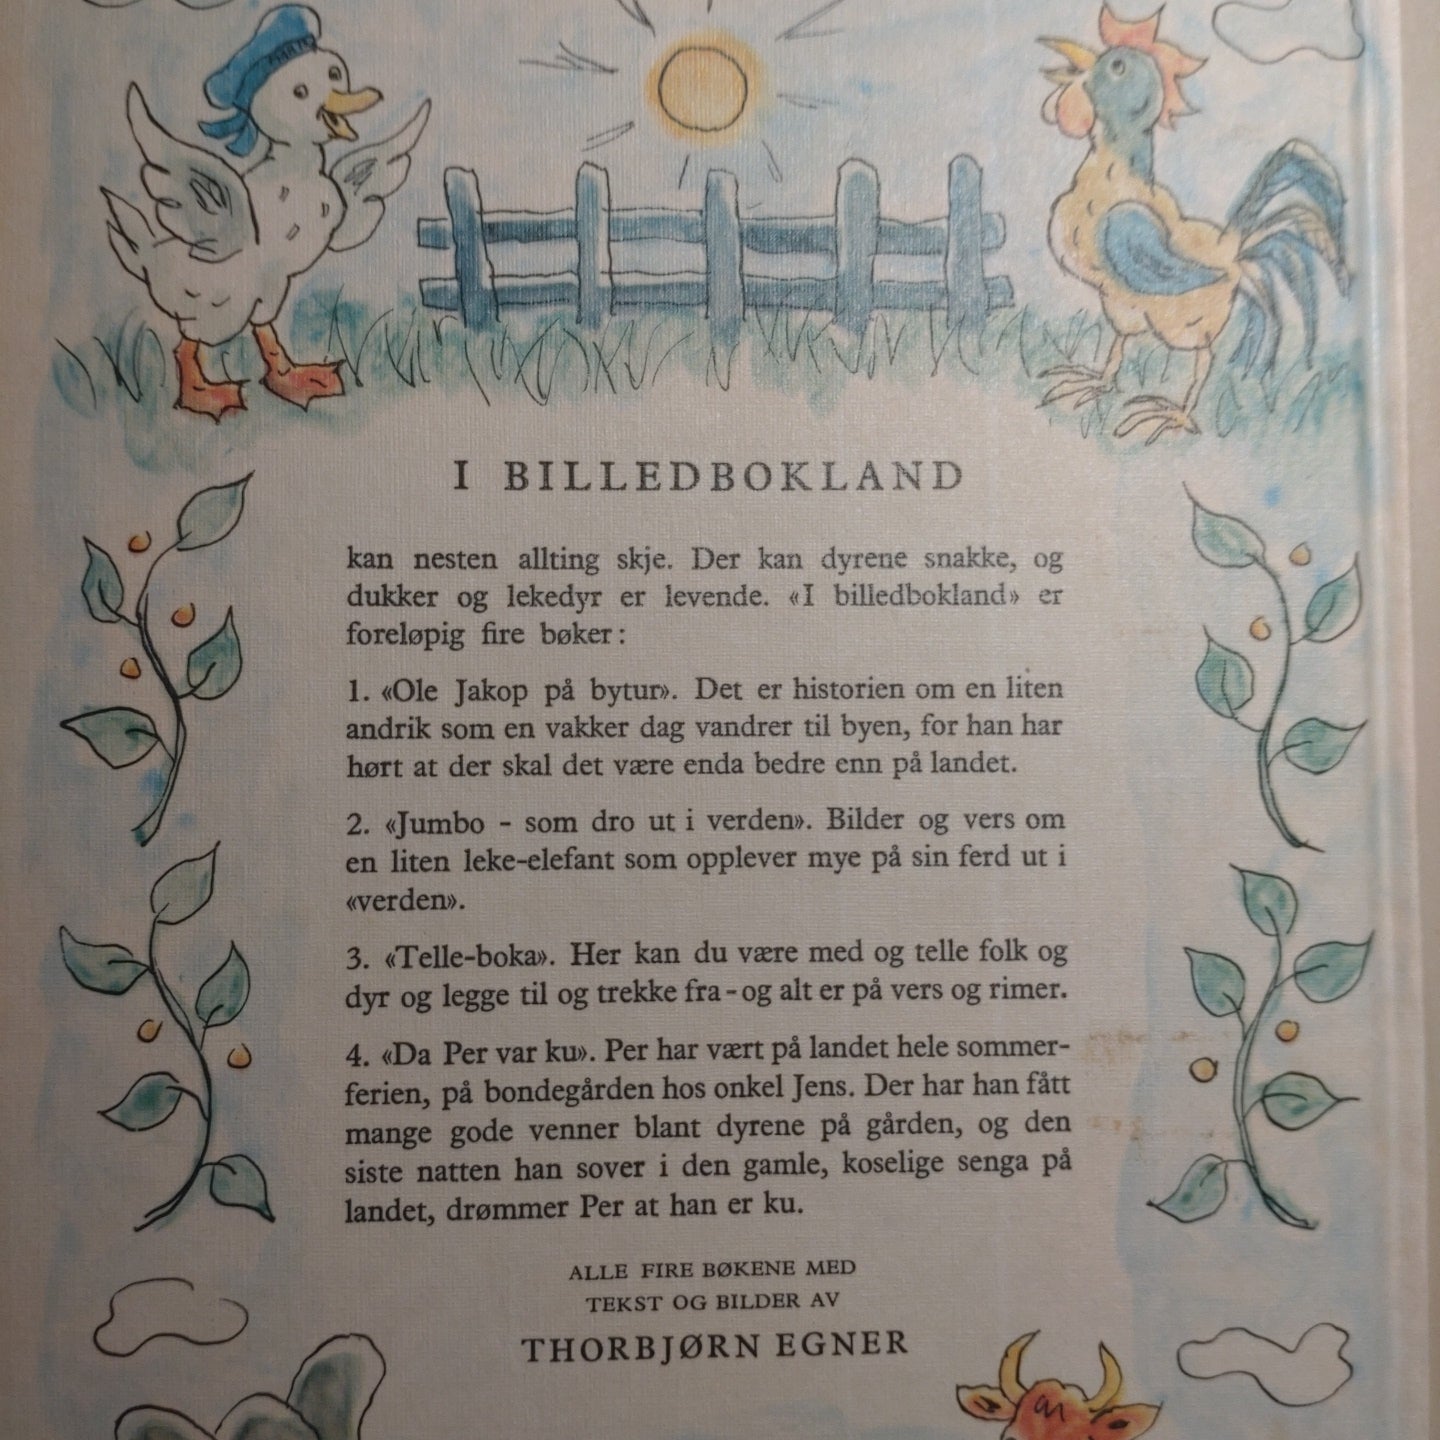 I BILLEDBOKLAND
kan nesten allting skje. Der kan dyrene snakke, og
dukker og lekedyr er levende. «I billedbokland» er
foreløpig fire bøker:
1. «Ole Jakop på bytur». Det er historien om en liten
andrik som en vakker dag vandrer til byen, for han har
hørt at der skal det være enda bedre enn på landet.
2. «Jumbo - som dro ut i verden». Bilder og vers om
en liten leke-elefant som opplever mye på sin ferd ut i
«verden».
3. «Telle-boka». Her kan du være med og telle folk og
dyr og legge til og trekke fra - og alt er på vers og rimer.
4. «Da Per var ku». Per har vært på landet hele sommer-
ferien, på bondegården hos onkel Jens. Der har han fått
mange gode venner blant dyrene på gården, og den
siste natten han sover i den gamle, koselige senga på
landet, drømmer Per at han er ku.
ALLE FIRE BØKENE MED
TEKST OG BILDER AV
THORBJØRN EGNER